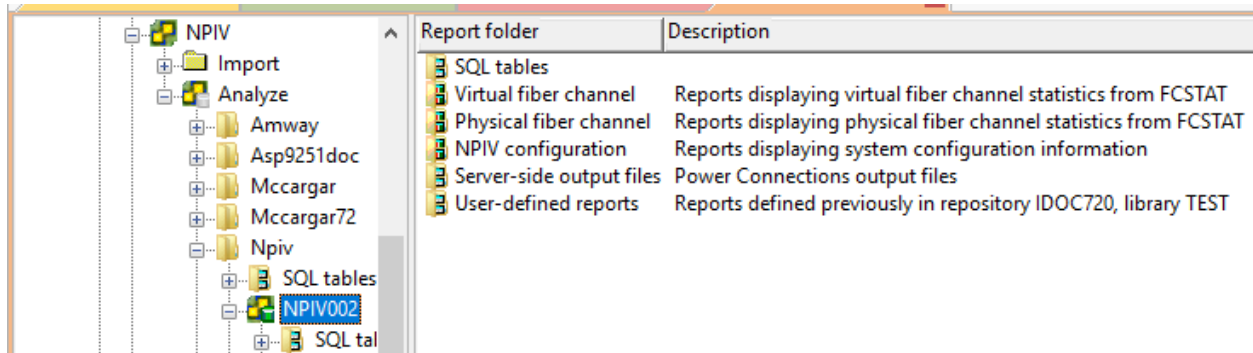 NPIV
Import
Analyze
Amway
Asp9251doc
Mccargar
Mccargar72
Npiv
SQL tables
NPIV002
SQL tal
Report folder Description
SQL tables
Virtual fiber channel Reports displaying virtual fiber channel statistics from FCSTAT
Physical fiber channel Reports displaying physical fiber channel statistics from FCSTAT
NPIV configuration Reports displaying system configuration information
Server-side output files Power Connections output files
User-defined reports Reports defined previously in repository IDOC720, library TEST